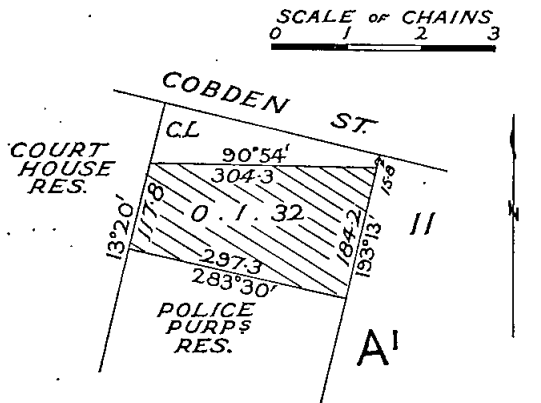 SCALE OF CHAINS
0 1 2 3
COBDEN ST.
C.L
COURT
HOUSE
RES.
90°54'
304.3
15.8
13°20'
117.8
0.1.32
184.2
193°13'
11
297.3
283°30'
POLICE
PURPS
RES.
A1
N